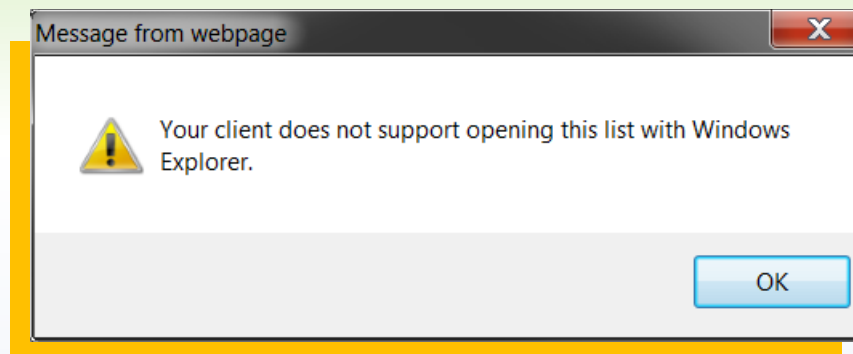 Message from webpage
X
Your client does not support opening this list with Windows
Explorer.
OK